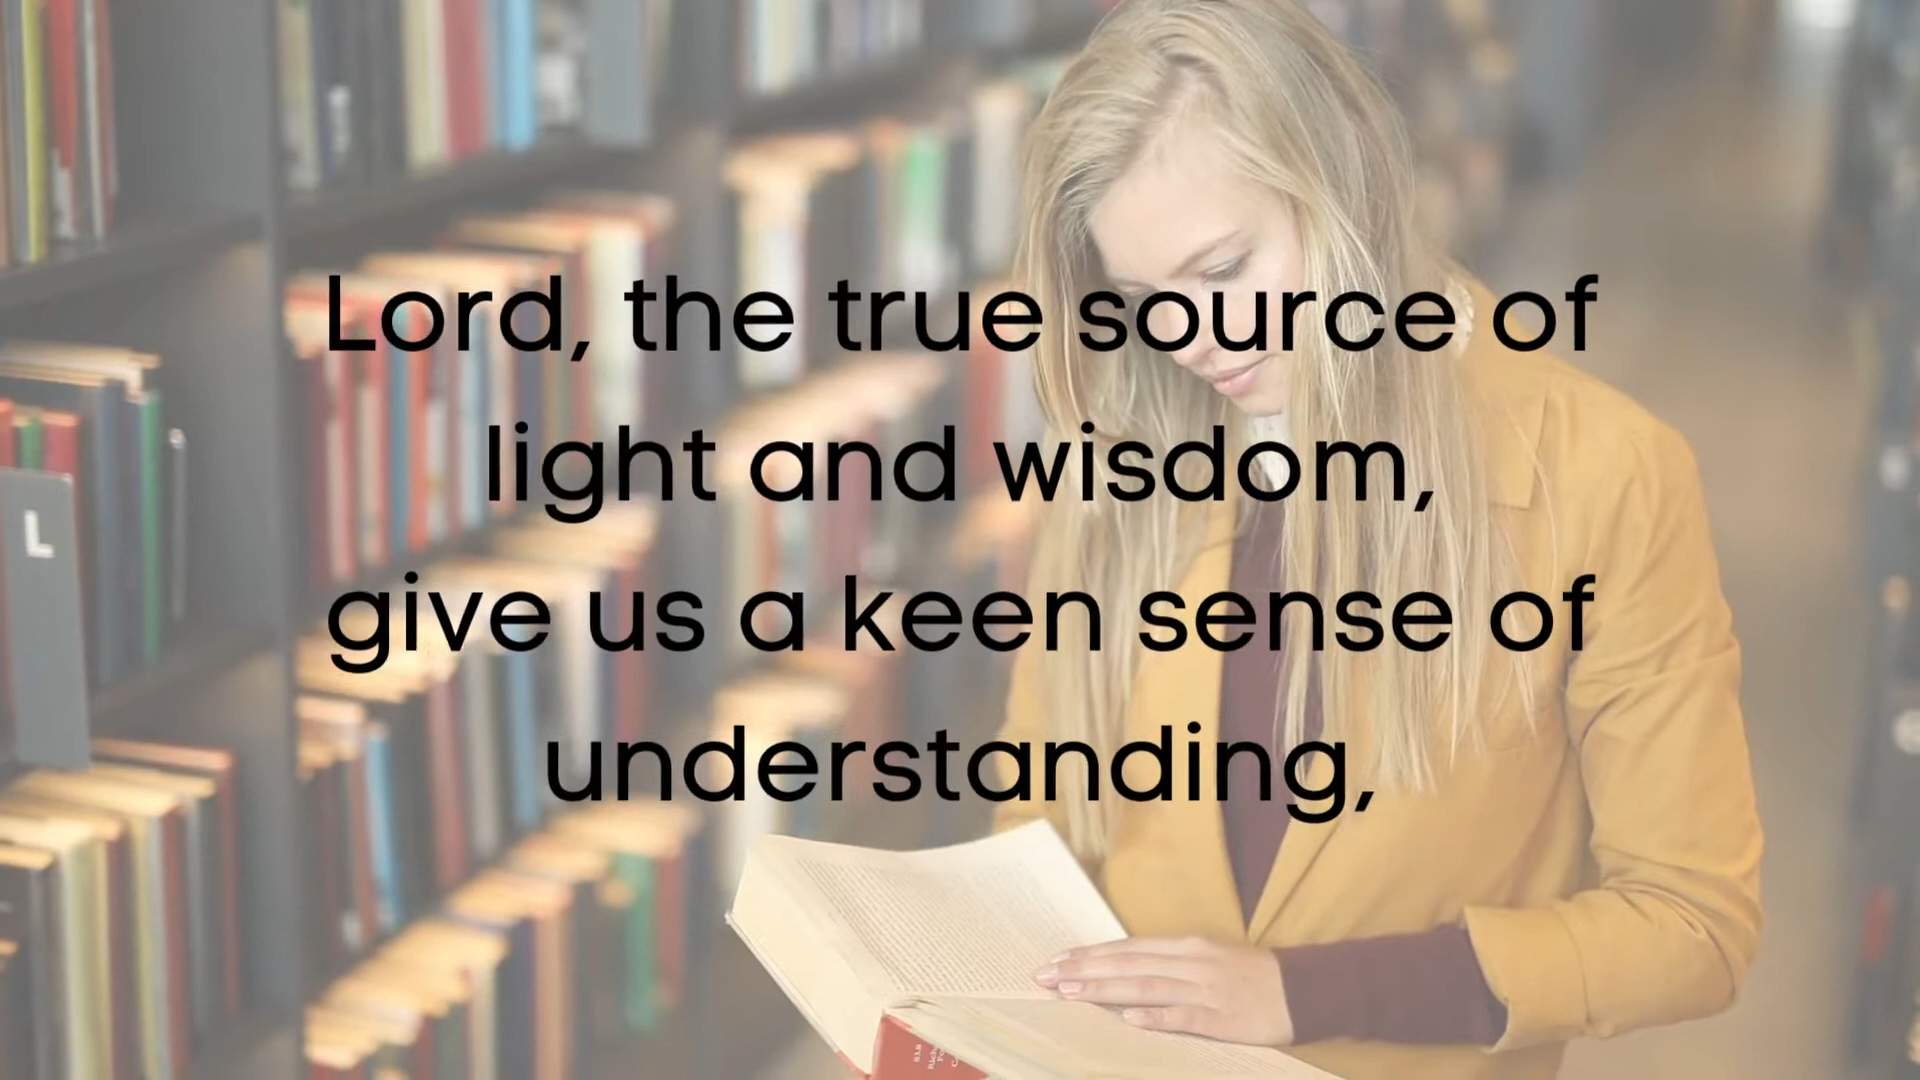 Lord, the true source of
light and wisdom,
give us a keen sense of
understanding,
L